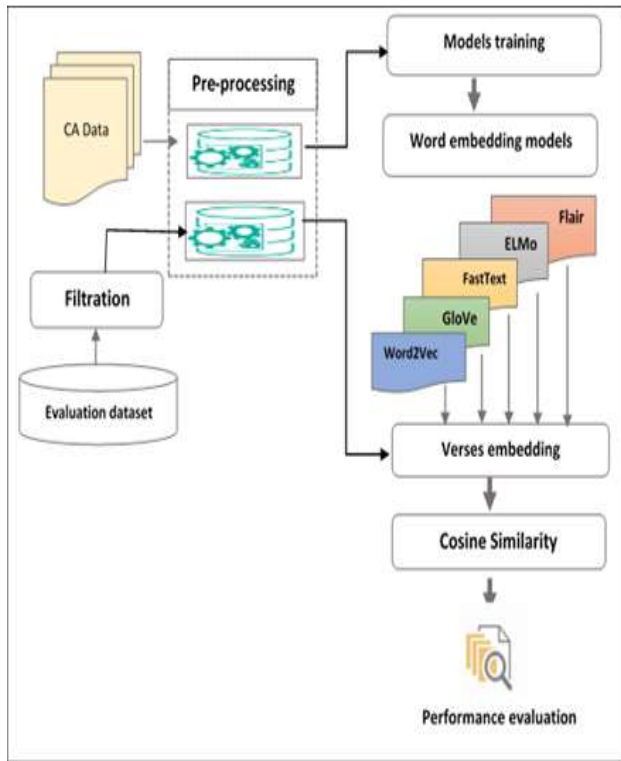 Models training
Pre-processing
CA Data
Word embedding models
Flair
ELMo
FastText
Filtration
GloVe
Word2Vec
Evaluation dataset
Verses embedding
Cosine Similarity
Performance evaluation